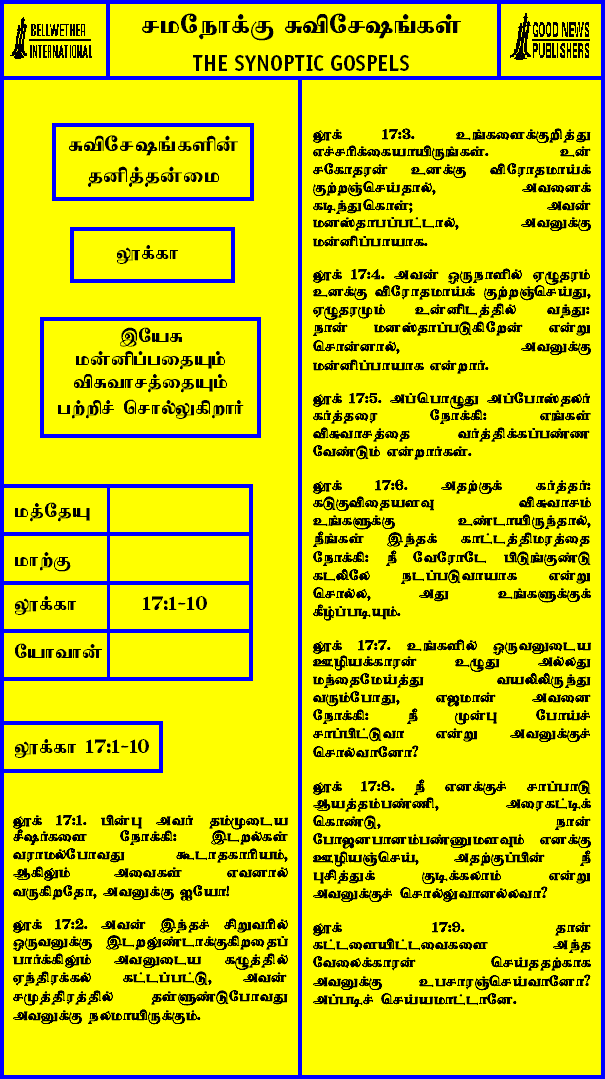 BELLWETHER
INTERNATIONAL
சமநோக்கு சுவிசேஷங்கள்
THE SYNOPTIC GOSPELS
GOOD NEWS
PUBLISHERS
சுவிசேஷங்களின்
தனித்தன்மை
லூக்கா
இயேசு
மன்னிப்பதையும்
விசுவாசத்தையும்
பற்றிச் சொல்லுகிறார்
மத்தேயு
மாற்கு
லூக்கா 17:1-10
யோவான்
லூக்கா 17:1-10
லூக் 17:1. பின்பு அவர் தம்முடைய
சீஷர்களை நோக்கி: இடறல்கள்
வராமல்போவது கூடாதகாரியம்,
ஆகிலும் அவைகள் எவனால்
வருகிறதோ, அவனுக்கு ஐயோ!
லூக் 17:2. அவன் இந்தச் சிறுவரில்
ஒருவனுக்கு இடறலுண்டாக்குகிறதைப்
பார்க்கிலும் அவனுடைய கழுத்தில்
ஏந்திரக்கல் கட்டப்பட்டு, அவன்
சமுத்திரத்தில் தள்ளுண்டுபோவது
அவனுக்கு நலமாயிருக்கும்.
லூக் 17:3. உங்களைக்குறித்து
எச்சரிக்கையாயிருங்கள். உன்
சகோதரன் உனக்கு விரோதமாய்க்
குற்றஞ்செய்தால், அவனைக்
கடிந்துகொள்; அவன்
மனஸ்தாபப்பட்டால், அவனுக்கு
மன்னிப்பாயாக.
லூக் 17:4. அவன் ஒருநாளில் ஏழுதரம்
உனக்கு விரோதமாய்க் குற்றஞ்செய்து,
ஏழுதரமும் உன்னிடத்தில் வந்து:
நான் மனஸ்தாப்படுகிறேன் என்று
சொன்னால், அவனுக்கு
மன்னிப்பாயாக என்றார்.
லூக் 17:5. அப்பொழுது அப்போஸ்தலர்
கர்த்தரை நோக்கி: எங்கள்
விசுவாசத்தை வர்த்திக்கப்பண்ண
வேண்டும் என்றார்கள்.
லூக் 17:6. அதற்குக் கர்த்தர்:
கடுகுவிதையளவு விசுவாசம்
உங்களுக்கு உண்டாயிருந்தால்,
நீங்கள் இந்தக் காட்டத்திமரத்தை
நோக்கி: நீ வேரோடே பிடுங்குண்டு
கடலிலே நடப்படுவாயாக என்று
சொல்ல, அது உங்களுக்குக்
கீழ்ப்படியும்.
லூக் 17:7. உங்களில் ஒருவனுடைய
ஊழியக்காரன் உழுது அல்லது
மந்தைமேய்த்து வயலிலிருந்து
வரும்போது, எஜமான் அவனை
நோக்கி: நீ முன்பு போய்ச்
சாப்பிட்டுவா என்று அவனுக்குச்
சொல்வானோ?
லூக் 17:8. நீ எனக்குச் சாப்பாடு
ஆயத்தம்பண்ணி, அரைகட்டிக்
கொண்டு, நான்
போஜனபானம்பண்ணுமளவும் எனக்கு
ஊழியஞ்செய், அதற்குப்பின் நீ
புசித்துக் குடிக்கலாம் என்று
அவனுக்குச் சொல்லுவானல்லவா?
லூக் 17:9. தான்
கட்டளையிட்டவைகளை அந்த
வேலைக்காரன் செய்ததற்காக
அவனுக்கு உபசாரஞ்செய்வானோ?
அப்படிச் செய்யமாட்டானே.